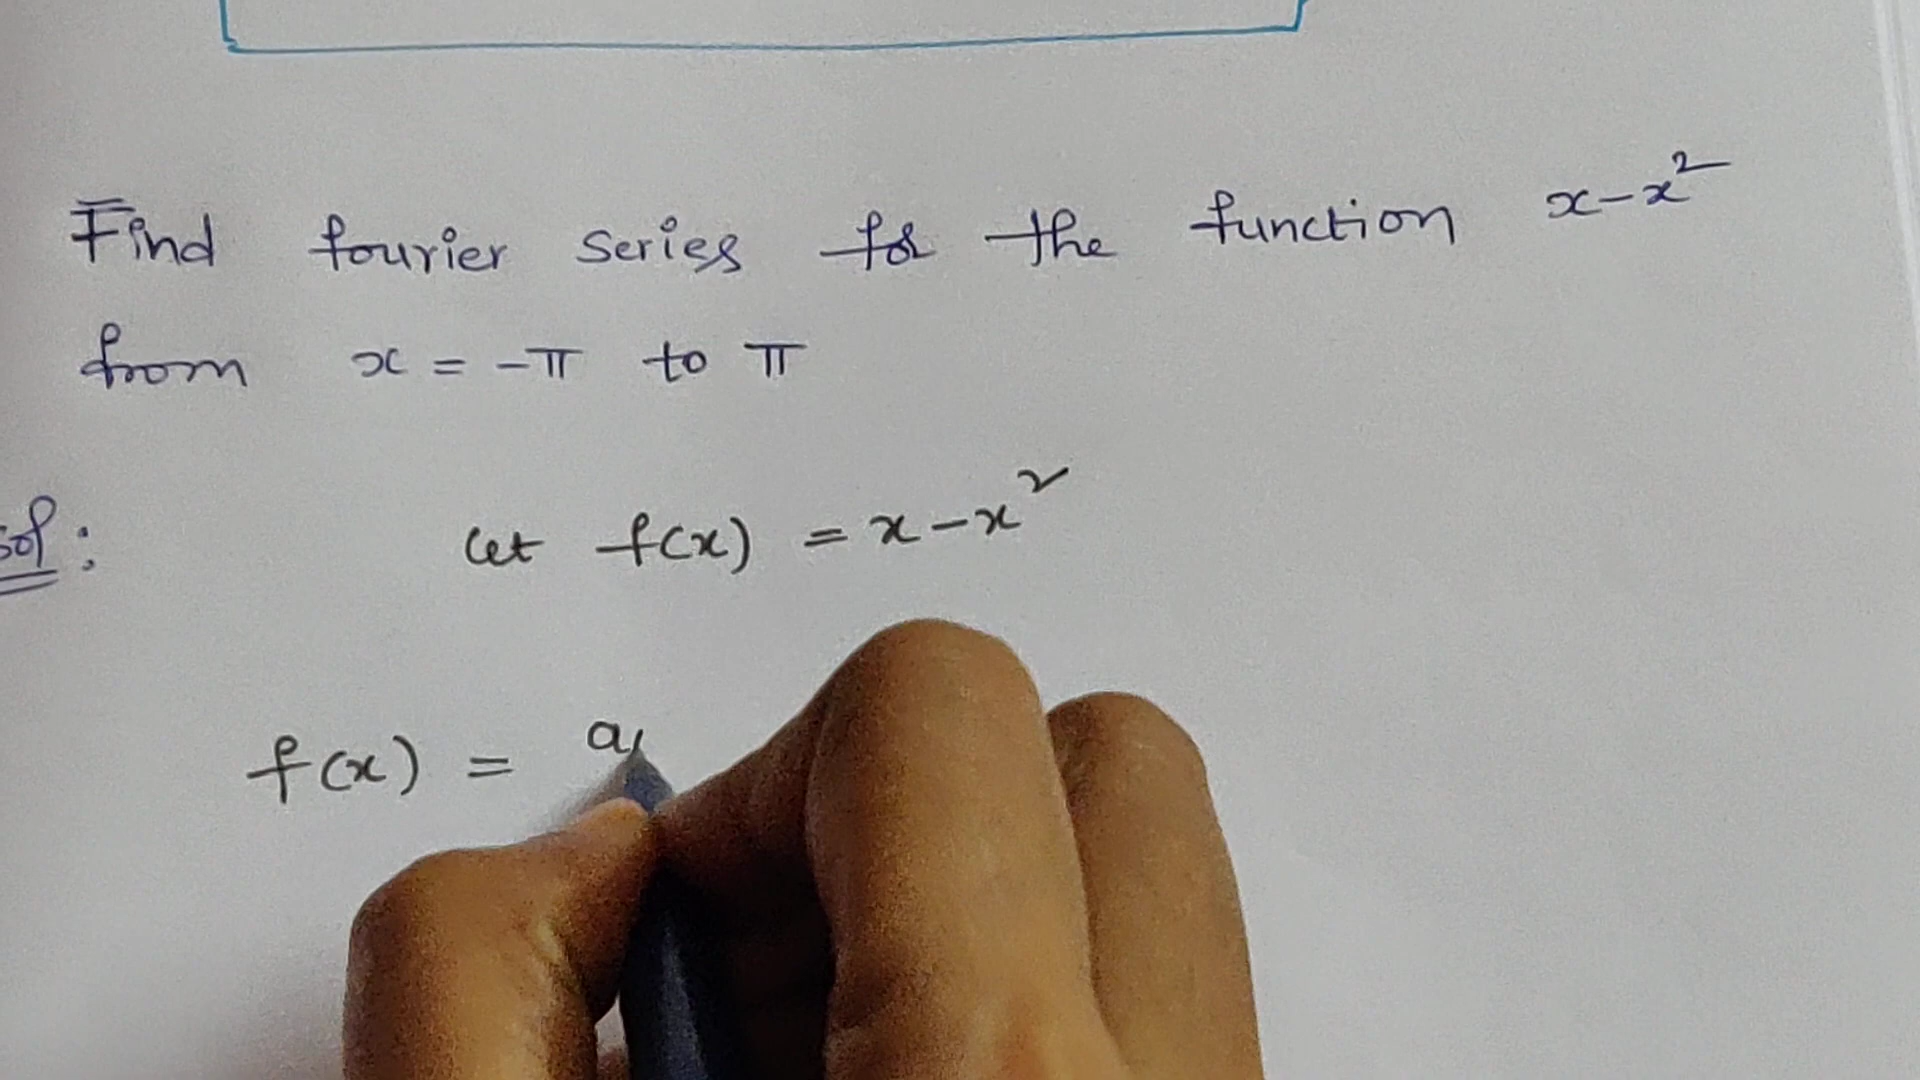 Find fourier series for the function x-x²
from x = -π to π
sol:
let f(x) = x-x²
f(x) = a